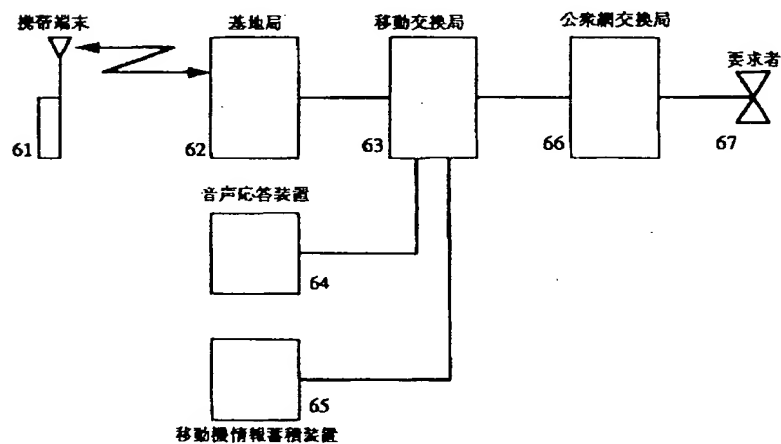 携帯端末
基地局
移動交換局
公衆網交換局
要求者
61
62
63
66
67
音声応答装置
64
65
移動機情報蓄積装置